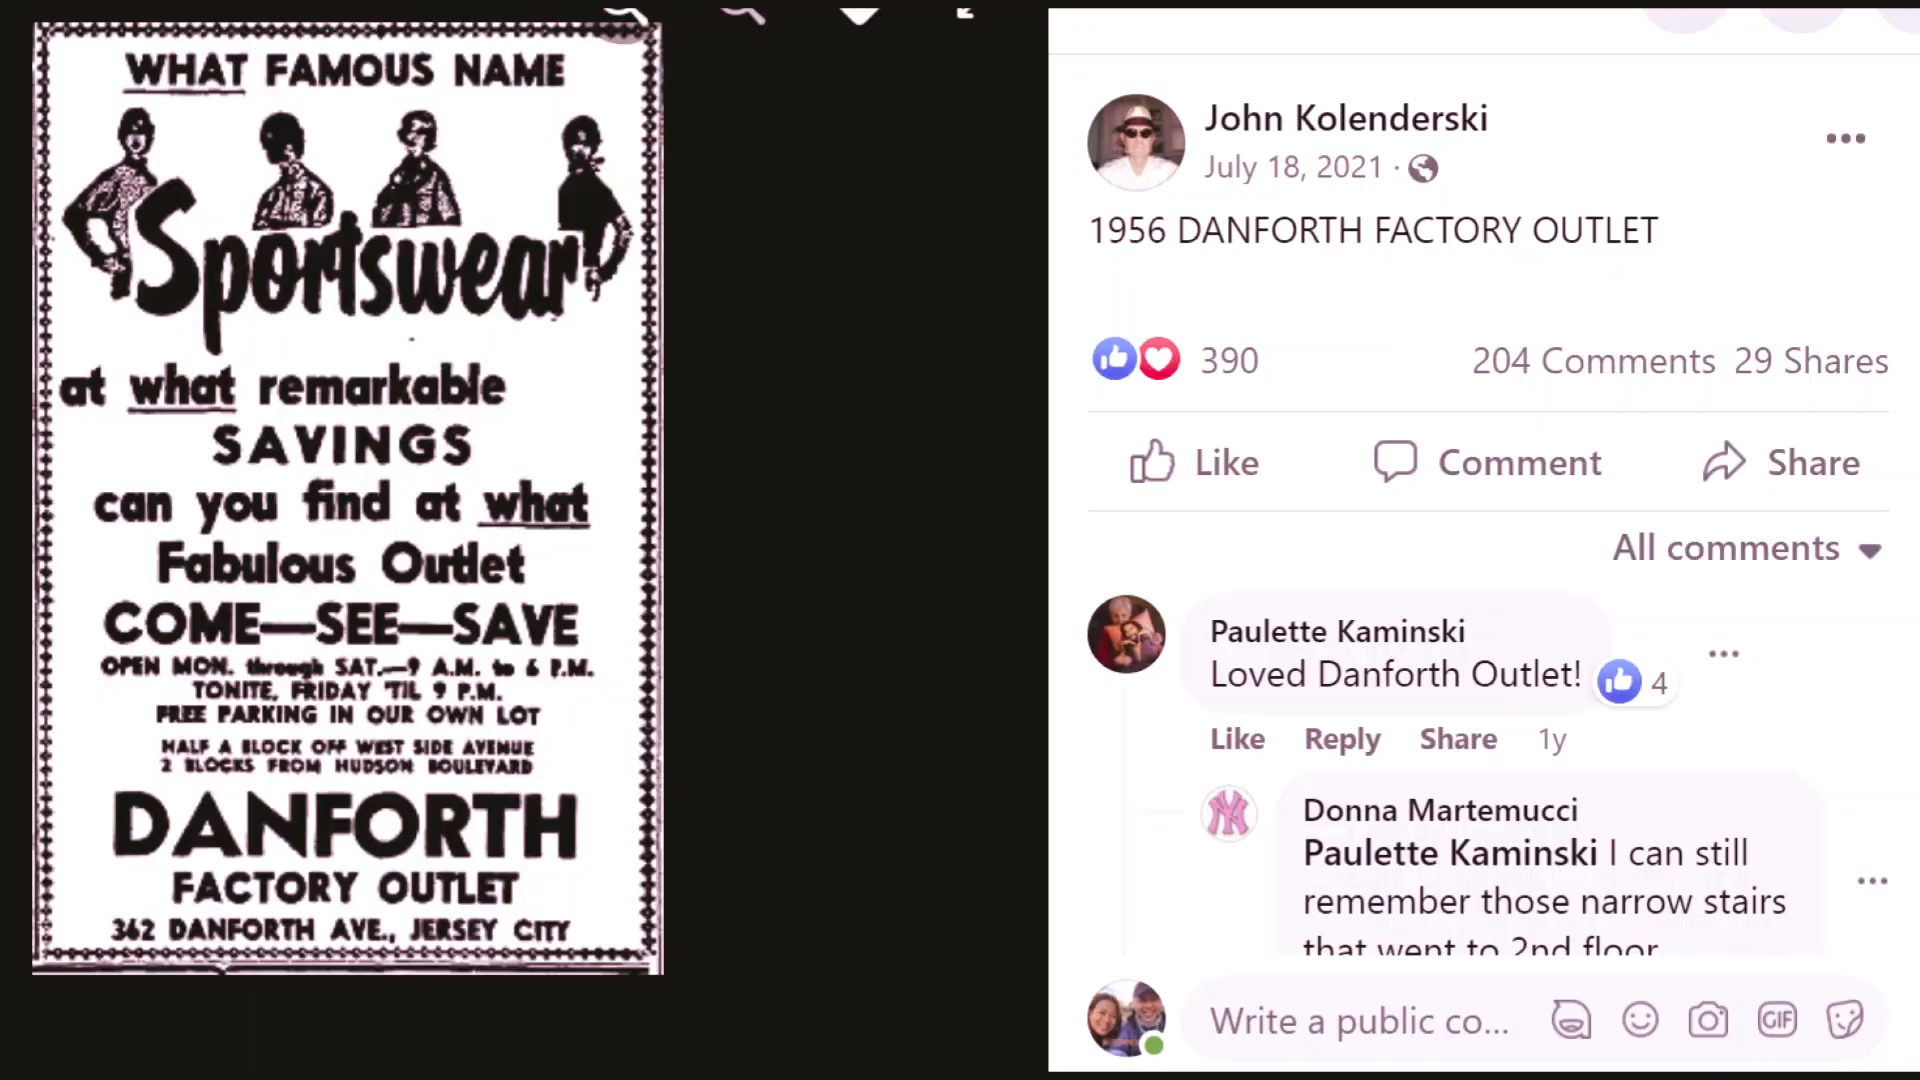 WHAT FAMOUS NAME
Sportswear
at what remarkable
SAVINGS
can you find at what
Fabulous Outlet
COME—SEE—SAVE
OPEN MON. through SAT.—9 A.M. to 6 P.M.
TONITE, FRIDAY 'TIL 9 P.M.
FREE PARKING IN OUR OWN LOT
HALF A BLOCK OFF WEST SIDE AVENUE
2 BLOCKS FROM HUDSON BOULEVARD
DANFORTH
FACTORY OUTLET
362 DANFORTH AVE., JERSEY CITY
John Kolenderski
July 18, 2021 ·
1956 DANFORTH FACTORY OUTLET
390 204 Comments 29 Shares
Like Comment Share
All comments
Paulette Kaminski
Loved Danforth Outlet!
4
Like Reply Share 1y
Donna Martemucci
Paulette Kaminski I can still
remember those narrow stairs
that went to 2nd floor
Write a public co...
GIF